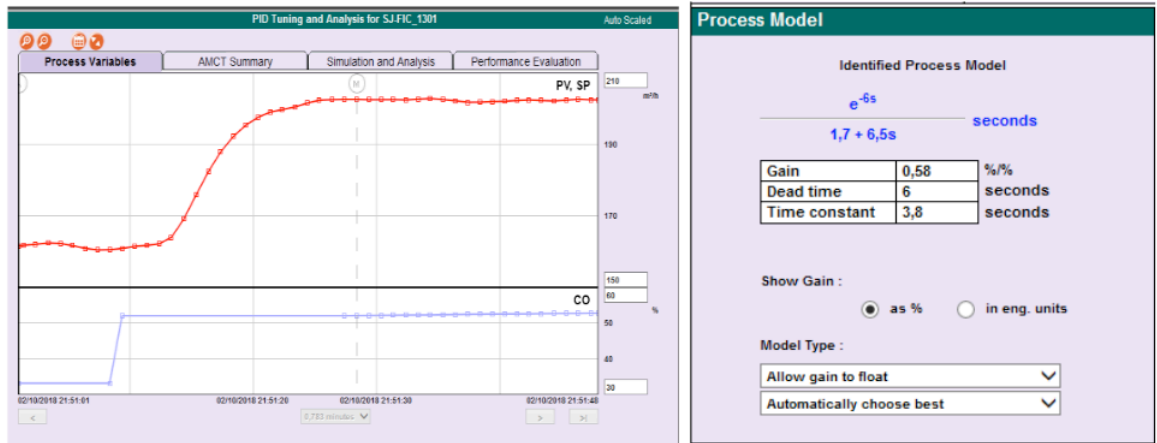 PID Tuning and Analysis for SJ-FIC_1301
Auto Scaled
Process Variables
AMCT Summary
Simulation and Analysis
Performance Evaluation
PV, SP
210
m³/h
190
170
150
M
CO
60
%
50
40
30
02/10/2018 21:51:01
02/10/2018 21:51:20
02/10/2018 21:51:30
02/10/2018 21:51:48
<
0,783 minutes
>
>|
Process Model
Identified Process Model
e-6s
seconds
1,7 + 6,5s
Gain 0,58 %/%
Dead time 6 seconds
Time constant 3,8 seconds
Show Gain :
as % in eng. units
Model Type :
Allow gain to float
Automatically choose best